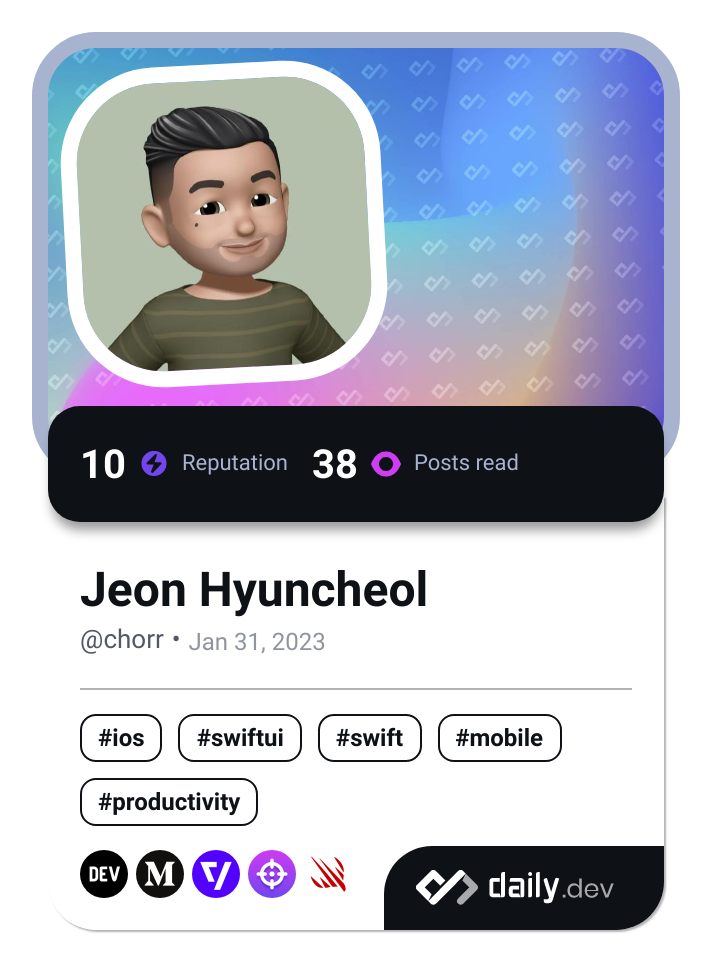 10 Reputation 38 Posts read
Jeon Hyuncheol
@chorr • Jan 31, 2023
#ios #swiftui #swift #mobile
#productivity
DEV M daily.dev